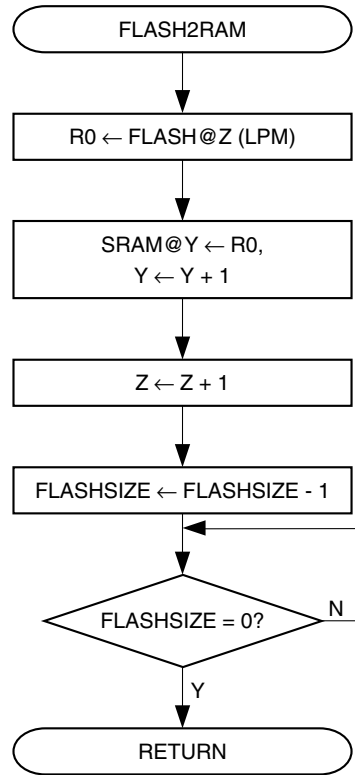 FLASH2RAM
R0 ← FLASH@Z (LPM)
SRAM@Y ← R0,
Y ← Y + 1
Z ← Z + 1
FLASHSIZE ← FLASHSIZE - 1
FLASHSIZE = 0?
N
Y
RETURN